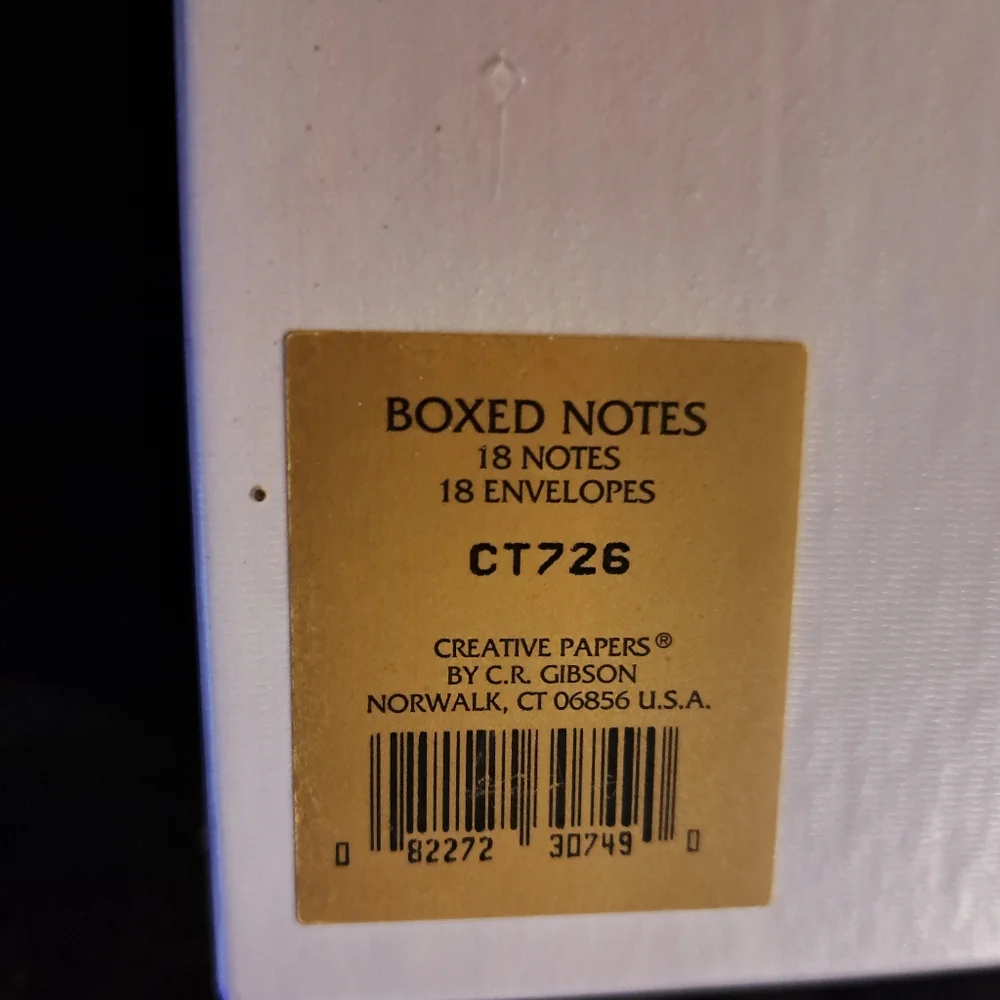 BOXED NOTES
18 NOTES
18 ENVELOPES
CT726
CREATIVE PAPERS®
BY C.R. GIBSON
NORWALK, CT 06856 U.S.A.
0 82272 30749 0